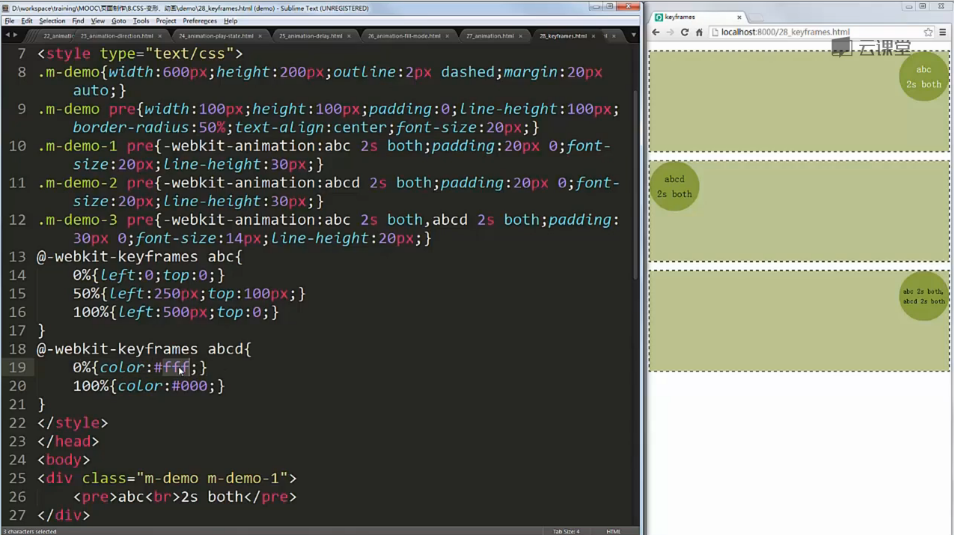 D:\workspace\training\MOOC\页面制作\8.CSS-变形、动画\demo\28_keyframes.html (demo) - Sublime Text (UNREGISTERED)
File Edit Selection Find View Goto Tools Project Preferences Help
23_animation-direction.html 24_animation-play-state.html 25_animation-delay.html 26_animation-fill-mode.html 27_animation.html 28_keyframes.html
7 <style type="text/css">
8 .m-demo{width:600px;height:200px;outline:2px dashed;margin:20px
auto;}
9 .m-demo pre{width:100px;height:100px;padding:0;line-height:100px;
border-radius:50%;text-align:center;font-size:20px;}
10 .m-demo-1 pre{-webkit-animation:abc 2s both;padding:20px 0;font-
size:20px;line-height:30px;}
11 .m-demo-2 pre{-webkit-animation:abcd 2s both;padding:20px 0;font-
size:20px;line-height:30px;}
12 .m-demo-3 pre{-webkit-animation:abc 2s both,abcd 2s both;padding:
30px 0;font-size:14px;line-height:20px;}
13 @-webkit-keyframes abc{
14 0%{left:0;top:0;}
15 50%{left:250px;top:100px;}
16 100%{left:500px;top:0;}
17 }
18 @-webkit-keyframes abcd{
19 0%{color:#fff;}
20 100%{color:#000;}
21 }
22 </style>
23 </head>
24 <body>
25 <div class="m-demo m-demo-1">
26 <pre>abc<br>2s both</pre>
27 </div>
3 characters selected
Tab Size: 4 HTML
keyframes
localhost:8000/28_keyframes.html
云课堂
abc
2s both
abcd
2s both
abc 2s both,
abcd 2s both